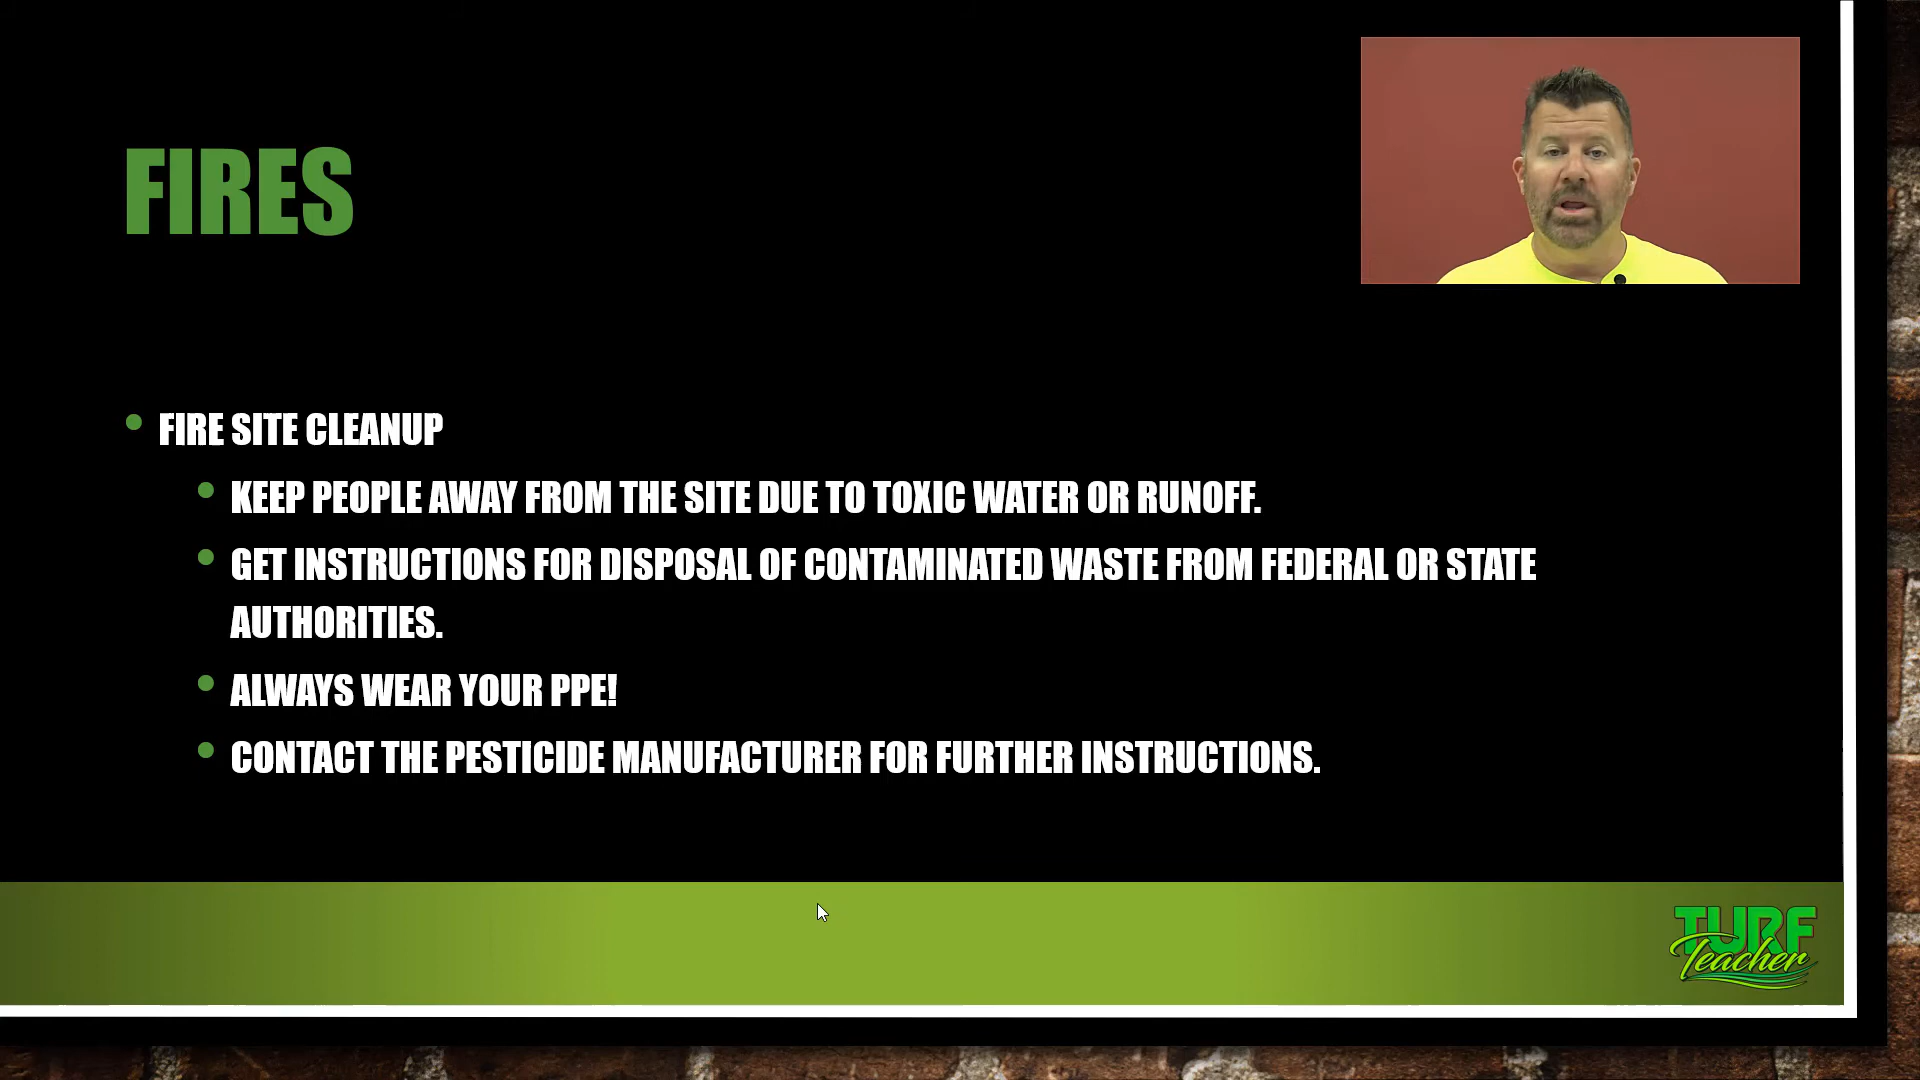 FIRES
FIRE SITE CLEANUP
KEEP PEOPLE AWAY FROM THE SITE DUE TO TOXIC WATER OR RUNOFF.
GET INSTRUCTIONS FOR DISPOSAL OF CONTAMINATED WASTE FROM FEDERAL OR STATE
AUTHORITIES.
ALWAYS WEAR YOUR PPE!
CONTACT THE PESTICIDE MANUFACTURER FOR FURTHER INSTRUCTIONS.
TURF
Teacher